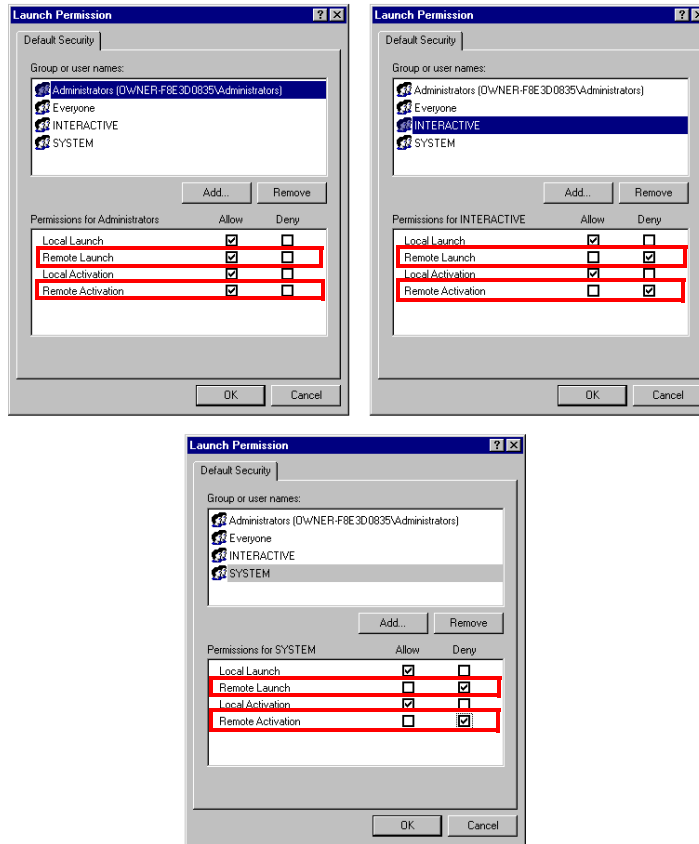 Launch Permission
Default Security
Group or user names:
Administrators (OWNER-F8E3D0835\Administrators)
Everyone
INTERACTIVE
SYSTEM
Add... Remove
Permissions for Administrators Allow Deny
Local Launch
Remote Launch
Local Activation
Remote Activation
OK Cancel
Launch Permission
Default Security
Group or user names:
Administrators (OWNER-F8E3D0835\Administrators)
Everyone
INTERACTIVE
SYSTEM
Add... Remove
Permissions for INTERACTIVE Allow Deny
Local Launch
Remote Launch
Local Activation
Remote Activation
OK Cancel
Launch Permission
Default Security
Group or user names:
Administrators (OWNER-F8E3D0835\Administrators)
Everyone
INTERACTIVE
SYSTEM
Add... Remove
Permissions for SYSTEM Allow Deny
Local Launch
Remote Launch
Local Activation
Remote Activation
OK Cancel